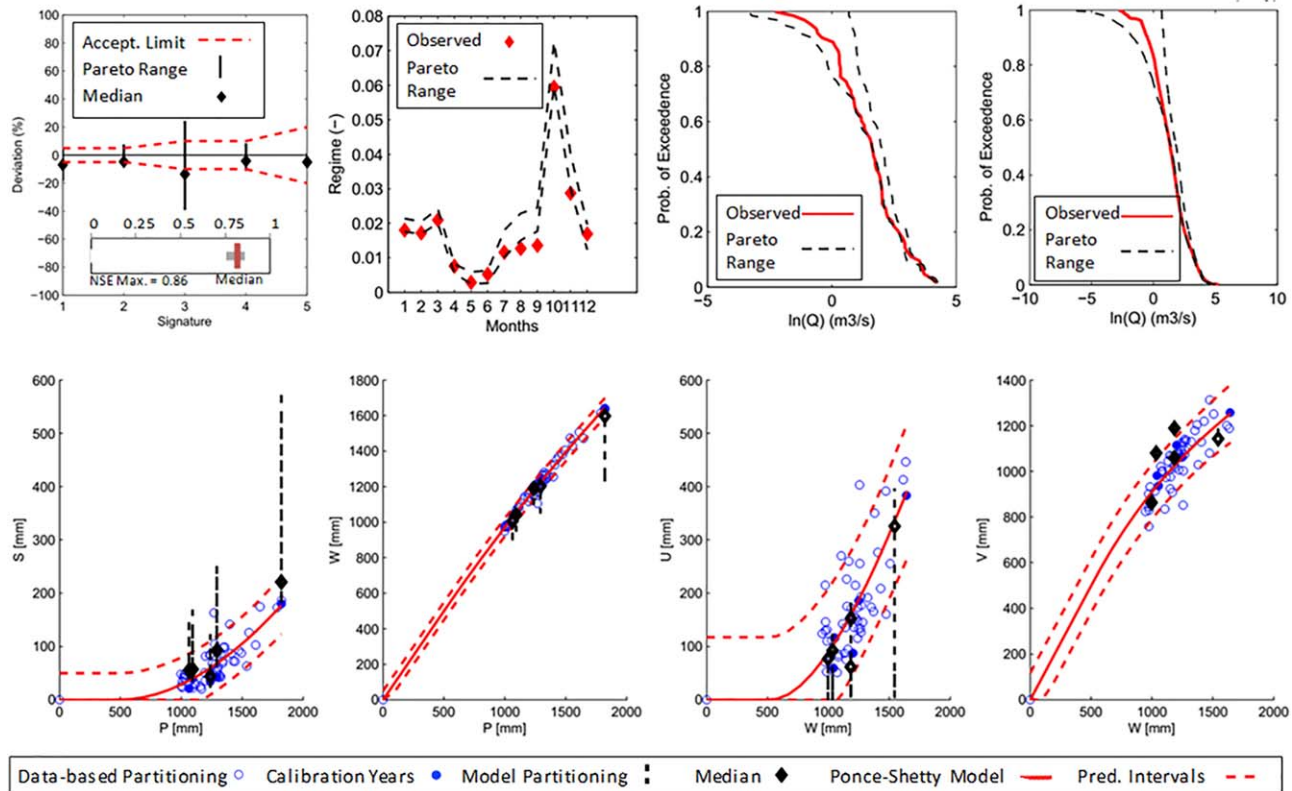 Accept. Limit
Pareto Range
Median
Deviation (%)
100
80
60
40
20
0
−20
−40
−60
−80
−100
0 0.25 0.5 0.75 1
NSE Max. = 0.86 Median
1 2 3 4 5
Signature
Observed
Pareto
Range
Regime (−)
0.08
0.07
0.06
0.05
0.04
0.03
0.02
0.01
0
1 2 3 4 5 6 7 8 9 101112
Months
Prob. of Exceedence
1
0.8
0.6
0.4
0.2
0
Observed
Pareto
Range
−5 0 5
ln(Q) (m3/s)
Prob. of Exceedence
1
0.8
0.6
0.4
0.2
0
Observed
Pareto
Range
−10 −5 0 5 10
ln(Q) (m3/s)
S [mm]
600
500
400
300
200
100
0
0 500 1000 1500 2000
P [mm]
W [mm]
1800
1600
1400
1200
1000
800
600
400
200
0
0 500 1000 1500 2000
P [mm]
U [mm]
600
500
400
300
200
100
0
0 500 1000 1500 2000
W [mm]
V [mm]
1400
1200
1000
800
600
400
200
0
0 500 1000 1500 2000
W [mm]
Data-based Partitioning Calibration Years Model Partitioning Median Ponce-Shetty Model Pred. Intervals